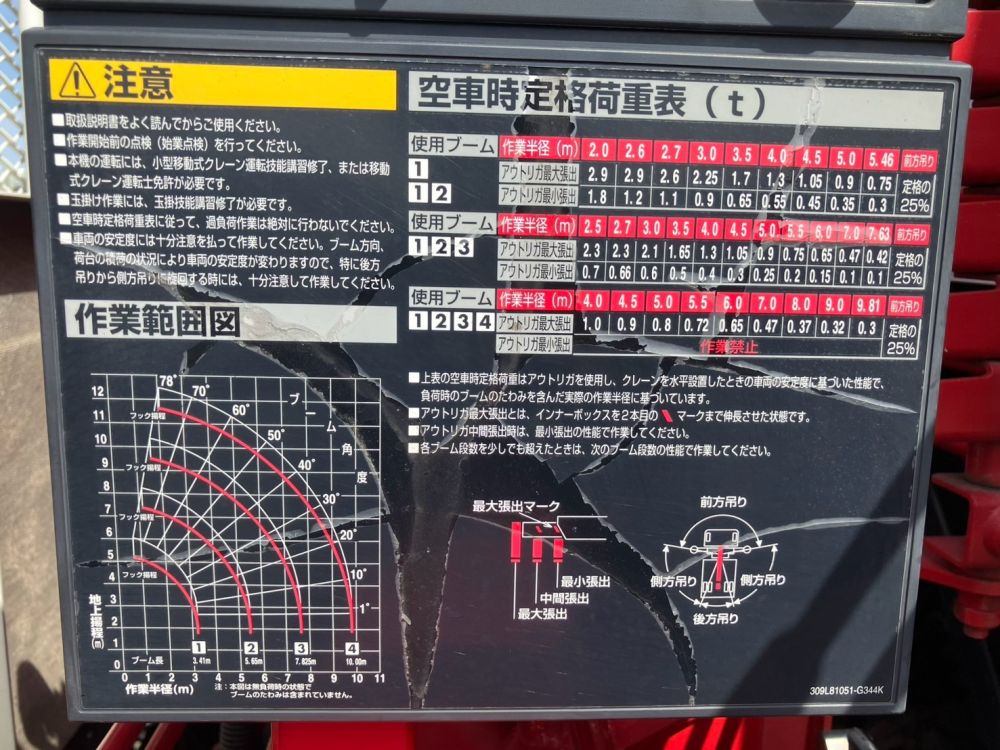 注意
■取扱説明書をよく読んでからご使用ください。
■作業開始前の点検（始業点検）を行ってください。
■本機の運転には、小型移動式クレーン運転技能講習修了、または移動
式クレーン運転士免許が必要です。
■玉掛け作業には、玉掛技能講習修了が必要です。
■空車時定格荷重表に従って、過負荷作業は絶対に行わないでください。
■車両の安定度には十分注意を払って作業してください。ブーム方向、
荷台の積荷の状況により車両の安定度が変わりますので、特に後方
吊りから側方吊りに旋回する時には、十分注意して作業してください。
作業範囲図
78°
70°
60°
50°
40°
30°
20°
10°
1°
ブーム角度
12
11
10
9
8
7
6
5
4
3
2
1
0
地上揚程(m)
フック揚程
フック揚程
フック揚程
フック揚程
1 2 3 4
ブーム長 3.41m 5.65m 7.825m 10.00m
0 1 2 3 4 5 6 7 8 9 10 11
作業半径(m)
注：本図は無負荷時の状態で
ブームのたわみは含まれていません。
空車時定格荷重表（t）
使用ブーム 作業半径(m) 2.0 2.6 2.7 3.0 3.5 4.0 4.5 5.0 5.46 前方吊り
1 アウトリガ最大張出 2.9 2.9 2.6 2.25 1.7 1.3 1.05 0.9 0.75 定格の
1 2 アウトリガ最小張出 1.8 1.2 1.1 0.9 0.65 0.55 0.45 0.35 0.3 25%
使用ブーム 作業半径(m) 2.5 2.7 3.0 3.5 4.0 4.5 5.0 5.5 6.0 7.0 7.63 前方吊り
1 2 3 アウトリガ最大張出 2.3 2.3 2.1 1.65 1.3 1.05 0.9 0.75 0.65 0.47 0.42 定格の
アウトリガ最小張出 0.7 0.66 0.6 0.5 0.4 0.3 0.25 0.2 0.15 0.1 0.1 25%
使用ブーム 作業半径(m) 4.0 4.5 5.0 5.5 6.0 7.0 8.0 9.0 9.81 前方吊り
1 2 3 4 アウトリガ最大張出 1.0 0.9 0.8 0.72 0.65 0.47 0.37 0.32 0.3 定格の
アウトリガ最小張出 作業禁止 25%
■上表の空車時定格荷重はアウトリガを使用し、クレーンを水平設置したときの車両の安定度に基づいた性能で、
負荷時のブームのたわみを含んだ実際の作業半径に基づいています。
■アウトリガ最大張出とは、インナーボックスを2本目の マークまで伸長させた状態です。
■アウトリガ中間張出時は、最小張出の性能で作業してください。
■各ブーム段数を少しでも超えたときは、次のブーム段数の性能で作業してください。
最大張出マーク
最小張出
中間張出
最大張出
前方吊り
側方吊り
側方吊り
後方吊り
309L81051-G344K